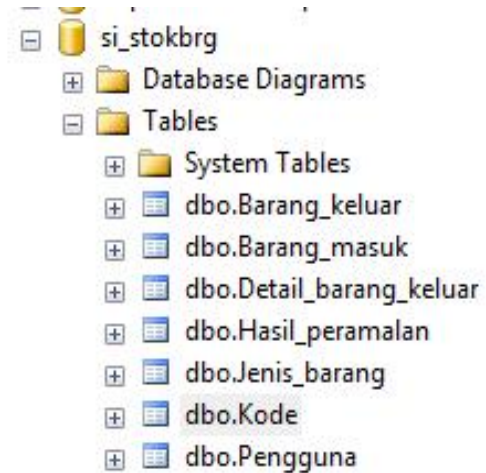 si_stokbrg
Database Diagrams
Tables
System Tables
dbo.Barang_keluar
dbo.Barang_masuk
dbo.Detail_barang_keluar
dbo.Hasil_peramalan
dbo.Jenis_barang
dbo.Kode
dbo.Pengguna